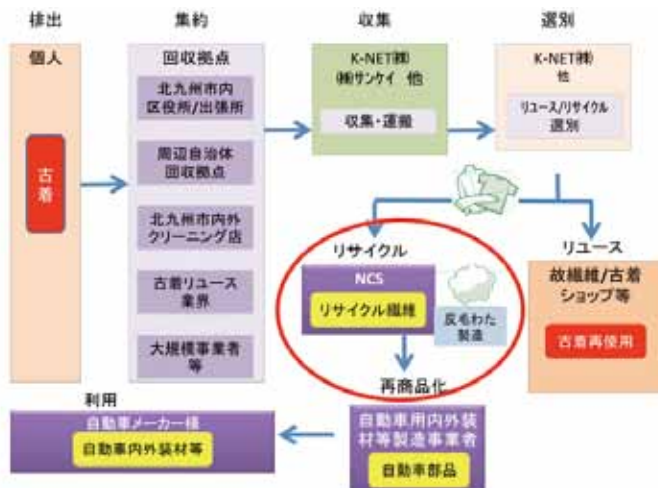 排出
集約
収集
選別
個人
古着
回収拠点
北九州市内
区役所/出張所
周辺自治体
回収拠点
北九州市内外
クリーニング店
古着リユース
業界
大規模事業者
等
K-NET㈱
㈱サンケイ 他
収集・運搬
K-NET㈱
他
リユース/リサイクル
選別
リサイクル
NCS
リサイクル繊維
反毛わた
製造
リユース
故繊維/古着
ショップ等
古着再使用
再商品化
自動車用内外装
材等製造事業者
自動車部品
利用
自動車メーカー様
自動車内外装材等